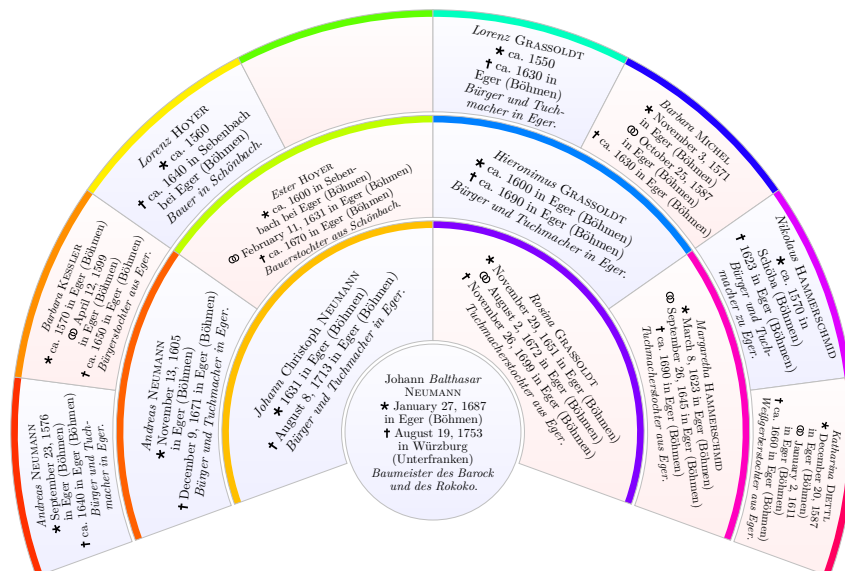 Andreas NEUMANN
★ September 23, 1576
in Eger (Böhmen)
✝ ca. 1640 in Eger (Böhmen)
Bürger und Tuch-
macher in Eger.
Barbara KESSLER
★ ca. 1570 in Eger (Böhmen)
⚭ April 12, 1599
in Eger (Böhmen)
✝ ca. 1650 in Eger (Böhmen)
Bürgerstochter aus Eger.
Lorenz HOYER
★ ca. 1560
✝ ca. 1640 in Sebenbach
bei Eger (Böhmen)
Bauer in Schönbach.
Lorenz GRASSOLDT
★ ca. 1550
✝ ca. 1630 in
Eger (Böhmen)
Bürger und Tuch-
macher in Eger.
Barbara MICHEL
★ November 3, 1571
in Eger (Böhmen)
⚭ October 25, 1587
in Eger (Böhmen)
✝ ca. 1630 in Eger (Böhmen)
Nikolaus HAMMERSCHMID
★ ca. 1570 in
Schöba (Böhmen)
✝ 1623 in Eger (Böhmen)
Bürger und Tuch-
macher zu Eger.
Katharina DIETTL
★ December 20, 1587
in Eger (Böhmen)
⚭ January 2, 1611
in Eger (Böhmen)
✝ ca. 1660 in Eger (Böhmen)
Weißgerberstochter aus Eger.
Andreas NEUMANN
★ November 13, 1605
in Eger (Böhmen)
✝ December 9, 1671 in Eger (Böhmen)
Bürger und Tuchmacher in Eger.
Ester HOYER
★ ca. 1600 in Seben-
bach bei Eger (Böhmen)
⚭ February 11, 1631 in Eger (Böhmen)
✝ ca. 1670 in Eger (Böhmen)
Bauerstochter aus Schönbach.
Hieronimus GRASSOLDT
★ ca. 1600 in Eger (Böhmen)
✝ ca. 1690 in Eger (Böhmen)
Bürger und Tuchmacher in Eger.
Margaretha HAMMERSCHMID
★ March 8, 1623 in Eger (Böhmen)
⚭ September 26, 1645 in Eger (Böhmen)
✝ ca. 1690 in Eger (Böhmen)
Tuchmacherstochter aus Eger.
Johann Christoph NEUMANN
★ 1631 in Eger (Böhmen)
✝ August 8, 1713 in Eger (Böhmen)
Bürger und Tuchmacher in Eger.
Rosina GRASSOLDT
★ November 29, 1651 in Eger (Böhmen)
⚭ August 2, 1672 in Eger (Böhmen)
✝ November 26, 1699 in Eger (Böhmen)
Tuchmacherstochter aus Eger.
Johann Balthasar
NEUMANN
★ January 27, 1687
in Eger (Böhmen)
✝ August 19, 1753
in Würzburg
(Unterfranken)
Baumeister des Barock
und des Rokoko.